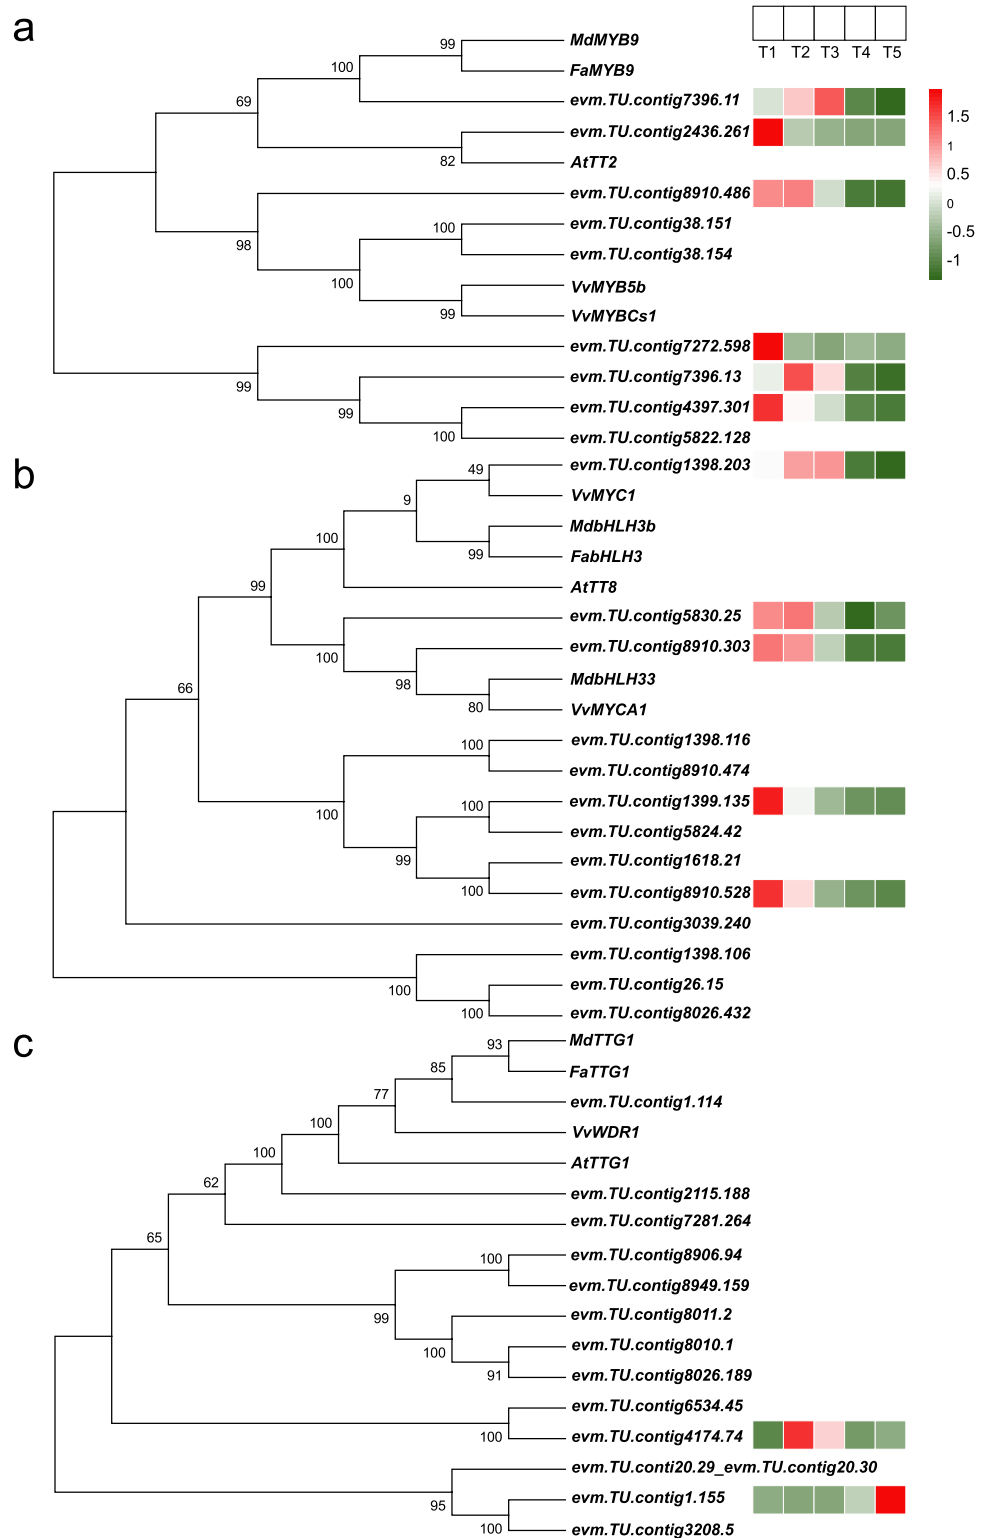 a
T1 T2 T3 T4 T5
99 MdMYB9
100 FaMYB9
69 evm.TU.contig7396.11
evm.TU.contig2436.261
82 AtTT2
evm.TU.contig8910.486
98 100 evm.TU.contig38.151
evm.TU.contig38.154
100 VvMYB5b
99 VvMYBCs1
evm.TU.contig7272.598
99 evm.TU.contig7396.13
99 evm.TU.contig4397.301
100 evm.TU.contig5822.128
1.5
1
0.5
0
-0.5
-1
b
49 evm.TU.contig1398.203
9 VvMYC1
100 MdbHLH3b
99 FabHLH3
99 AtTT8
evm.TU.contig5830.25
100 evm.TU.contig8910.303
66 98 MdbHLH33
80 VvMYCA1
100 evm.TU.contig1398.116
evm.TU.contig8910.474
100 100 evm.TU.contig1399.135
evm.TU.contig5824.42
99 evm.TU.contig1618.21
100 evm.TU.contig8910.528
evm.TU.contig3039.240
evm.TU.contig1398.106
100 evm.TU.contig26.15
100 evm.TU.contig8026.432
c
93 MdTTG1
85 FaTTG1
77 evm.TU.contig1.114
100 VvWDR1
100 AtTTG1
62 evm.TU.contig2115.188
65 evm.TU.contig7281.264
100 evm.TU.contig8906.94
evm.TU.contig8949.159
99 evm.TU.contig8011.2
100 evm.TU.contig8010.1
91 evm.TU.contig8026.189
evm.TU.contig6534.45
100 evm.TU.contig4174.74
evm.TU.conti20.29_evm.TU.contig20.30
95 evm.TU.contig1.155
100 evm.TU.contig3208.5